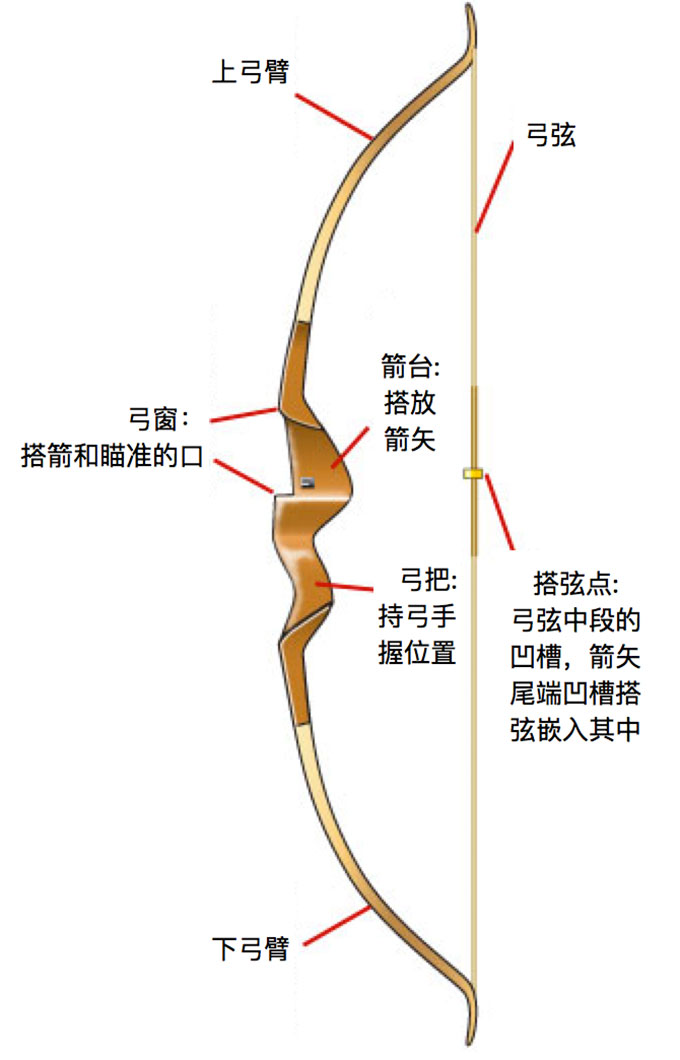 上弓臂
弓弦
箭台:
搭放
箭矢
弓窗：
搭箭和瞄准的口
弓把:
持弓手
握位置
搭弦点:
弓弦中段的
凹槽，箭矢
尾端凹槽搭
弦嵌入其中
下弓臂